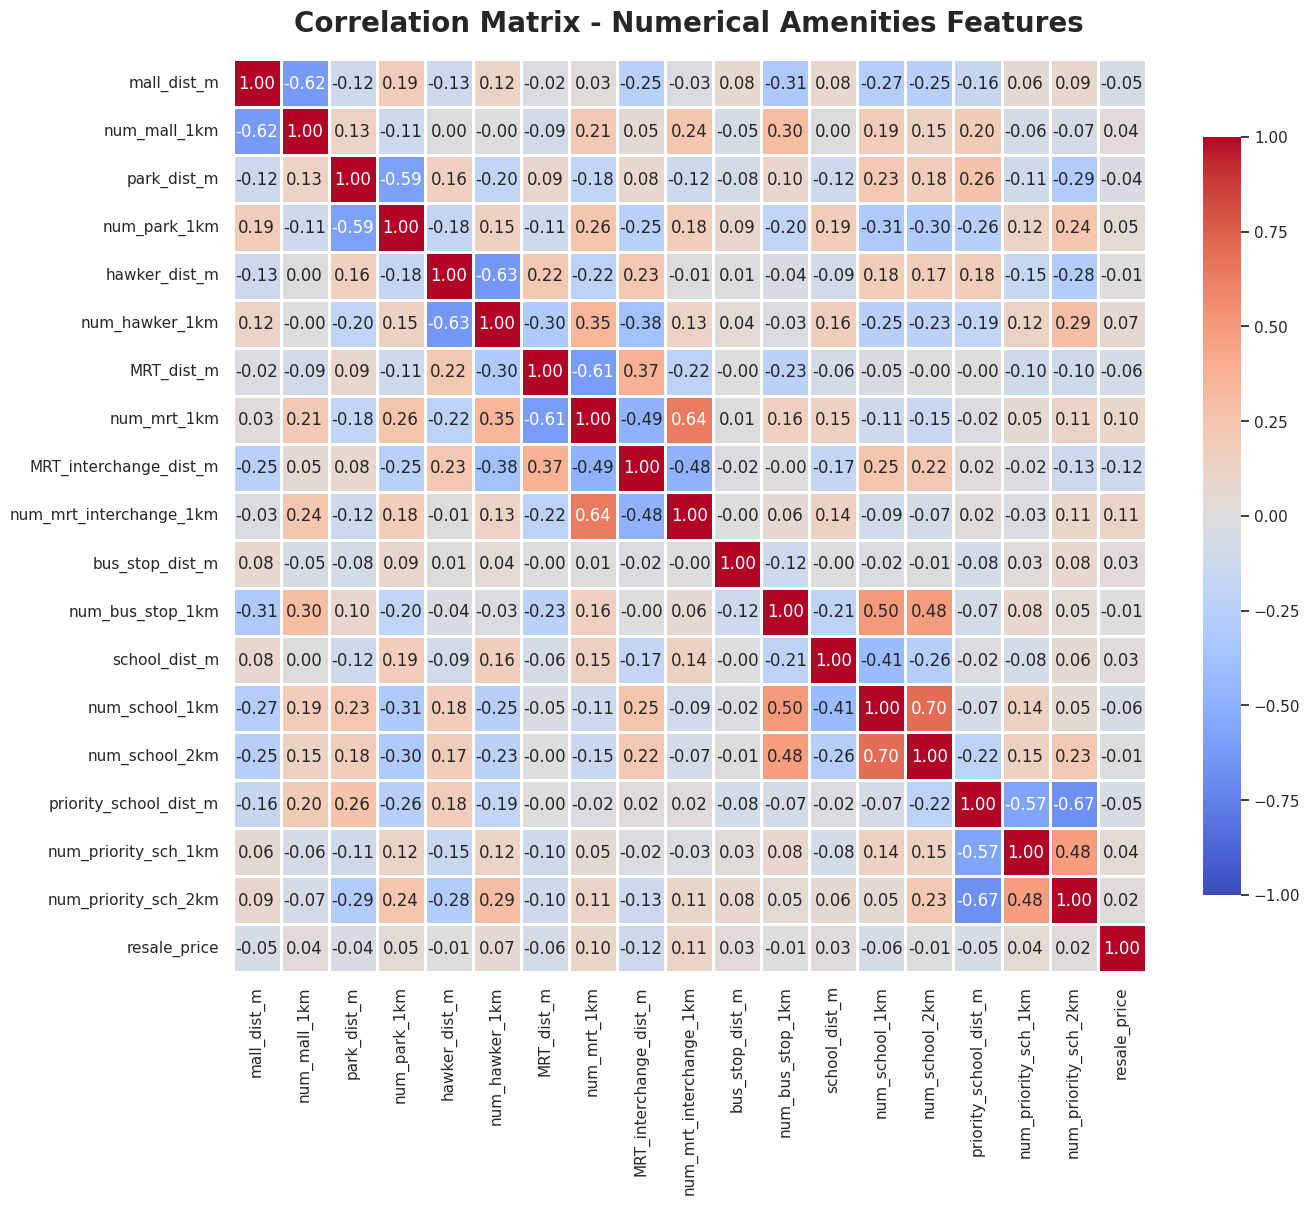 Correlation Matrix - Numerical Amenities Features
mall_dist_m 1.00 -0.62 -0.12 0.19 -0.13 0.12 -0.02 0.03 -0.25 -0.03 0.08 -0.31 0.08 -0.27 -0.25 -0.16 0.06 0.09 -0.05
num_mall_1km -0.62 1.00 0.13 -0.11 0.00 -0.00 -0.09 0.21 0.05 0.24 -0.05 0.30 0.00 0.19 0.15 0.20 -0.06 -0.07 0.04
park_dist_m -0.12 0.13 1.00 -0.59 0.16 -0.20 0.09 -0.18 0.08 -0.12 -0.08 0.10 -0.12 0.23 0.18 0.26 -0.11 -0.29 -0.04
num_park_1km 0.19 -0.11 -0.59 1.00 -0.18 0.15 -0.11 0.26 -0.25 0.18 0.09 -0.20 0.19 -0.31 -0.30 -0.26 0.12 0.24 0.05
hawker_dist_m -0.13 0.00 0.16 -0.18 1.00 -0.63 0.22 -0.22 0.23 -0.01 0.01 -0.04 -0.09 0.18 0.17 0.18 -0.15 -0.28 -0.01
num_hawker_1km 0.12 -0.00 -0.20 0.15 -0.63 1.00 -0.30 0.35 -0.38 0.13 0.04 -0.03 0.16 -0.25 -0.23 -0.19 0.12 0.29 0.07
MRT_dist_m -0.02 -0.09 0.09 -0.11 0.22 -0.30 1.00 -0.61 0.37 -0.22 -0.00 -0.23 -0.06 -0.05 -0.00 -0.00 -0.10 -0.10 -0.06
num_mrt_1km 0.03 0.21 -0.18 0.26 -0.22 0.35 -0.61 1.00 -0.49 0.64 0.01 0.16 0.15 -0.11 -0.15 -0.02 0.05 0.11 0.10
MRT_interchange_dist_m -0.25 0.05 0.08 -0.25 0.23 -0.38 0.37 -0.49 1.00 -0.48 -0.02 -0.00 -0.17 0.25 0.22 0.02 -0.02 -0.13 -0.12
num_mrt_interchange_1km -0.03 0.24 -0.12 0.18 -0.01 0.13 -0.22 0.64 -0.48 1.00 -0.00 0.06 0.14 -0.09 -0.07 0.02 -0.03 0.11 0.11
bus_stop_dist_m 0.08 -0.05 -0.08 0.09 0.01 0.04 -0.00 0.01 -0.02 -0.00 1.00 -0.12 -0.00 -0.02 -0.01 -0.08 0.03 0.08 0.03
num_bus_stop_1km -0.31 0.30 0.10 -0.20 -0.04 -0.03 -0.23 0.16 -0.00 0.06 -0.12 1.00 -0.21 0.50 0.48 -0.07 0.08 0.05 -0.01
school_dist_m 0.08 0.00 -0.12 0.19 -0.09 0.16 -0.06 0.15 -0.17 0.14 -0.00 -0.21 1.00 -0.41 -0.26 -0.02 -0.08 0.06 0.03
num_school_1km -0.27 0.19 0.23 -0.31 0.18 -0.25 -0.05 -0.11 0.25 -0.09 -0.02 0.50 -0.41 1.00 0.70 -0.07 0.14 0.05 -0.06
num_school_2km -0.25 0.15 0.18 -0.30 0.17 -0.23 -0.00 -0.15 0.22 -0.07 -0.01 0.48 -0.26 0.70 1.00 -0.22 0.15 0.23 -0.01
priority_school_dist_m -0.16 0.20 0.26 -0.26 0.18 -0.19 -0.00 -0.02 0.02 0.02 -0.08 -0.07 -0.02 -0.07 -0.22 1.00 -0.57 -0.67 -0.05
num_priority_sch_1km 0.06 -0.06 -0.11 0.12 -0.15 0.12 -0.10 0.05 -0.02 -0.03 0.03 0.08 -0.08 0.14 0.15 -0.57 1.00 0.48 0.04
num_priority_sch_2km 0.09 -0.07 -0.29 0.24 -0.28 0.29 -0.10 0.11 -0.13 0.11 0.08 0.05 0.06 0.05 0.23 -0.67 0.48 1.00 0.02
resale_price -0.05 0.04 -0.04 0.05 -0.01 0.07 -0.06 0.10 -0.12 0.11 0.03 -0.01 0.03 -0.06 -0.01 -0.05 0.04 0.02 1.00
mall_dist_m
num_mall_1km
park_dist_m
num_park_1km
hawker_dist_m
num_hawker_1km
MRT_dist_m
num_mrt_1km
MRT_interchange_dist_m
num_mrt_interchange_1km
bus_stop_dist_m
num_bus_stop_1km
school_dist_m
num_school_1km
num_school_2km
priority_school_dist_m
num_priority_sch_1km
num_priority_sch_2km
resale_price
1.00
0.75
0.50
0.25
0.00
−0.25
−0.50
−0.75
−1.00